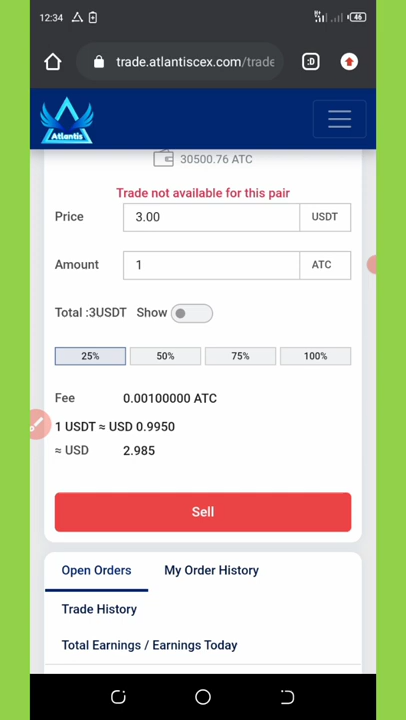 12:34
46
trade.atlantiscex.com/trade
:D
Atlantis
30500.76 ATC
Trade not available for this pair
Price 3.00 USDT
Amount 1 ATC
Total :3USDT Show
25% 50% 75% 100%
Fee 0.00100000 ATC
1 USDT ≈ USD 0.9950
≈ USD 2.985
Sell
Open Orders My Order History
Trade History
Total Earnings / Earnings Today